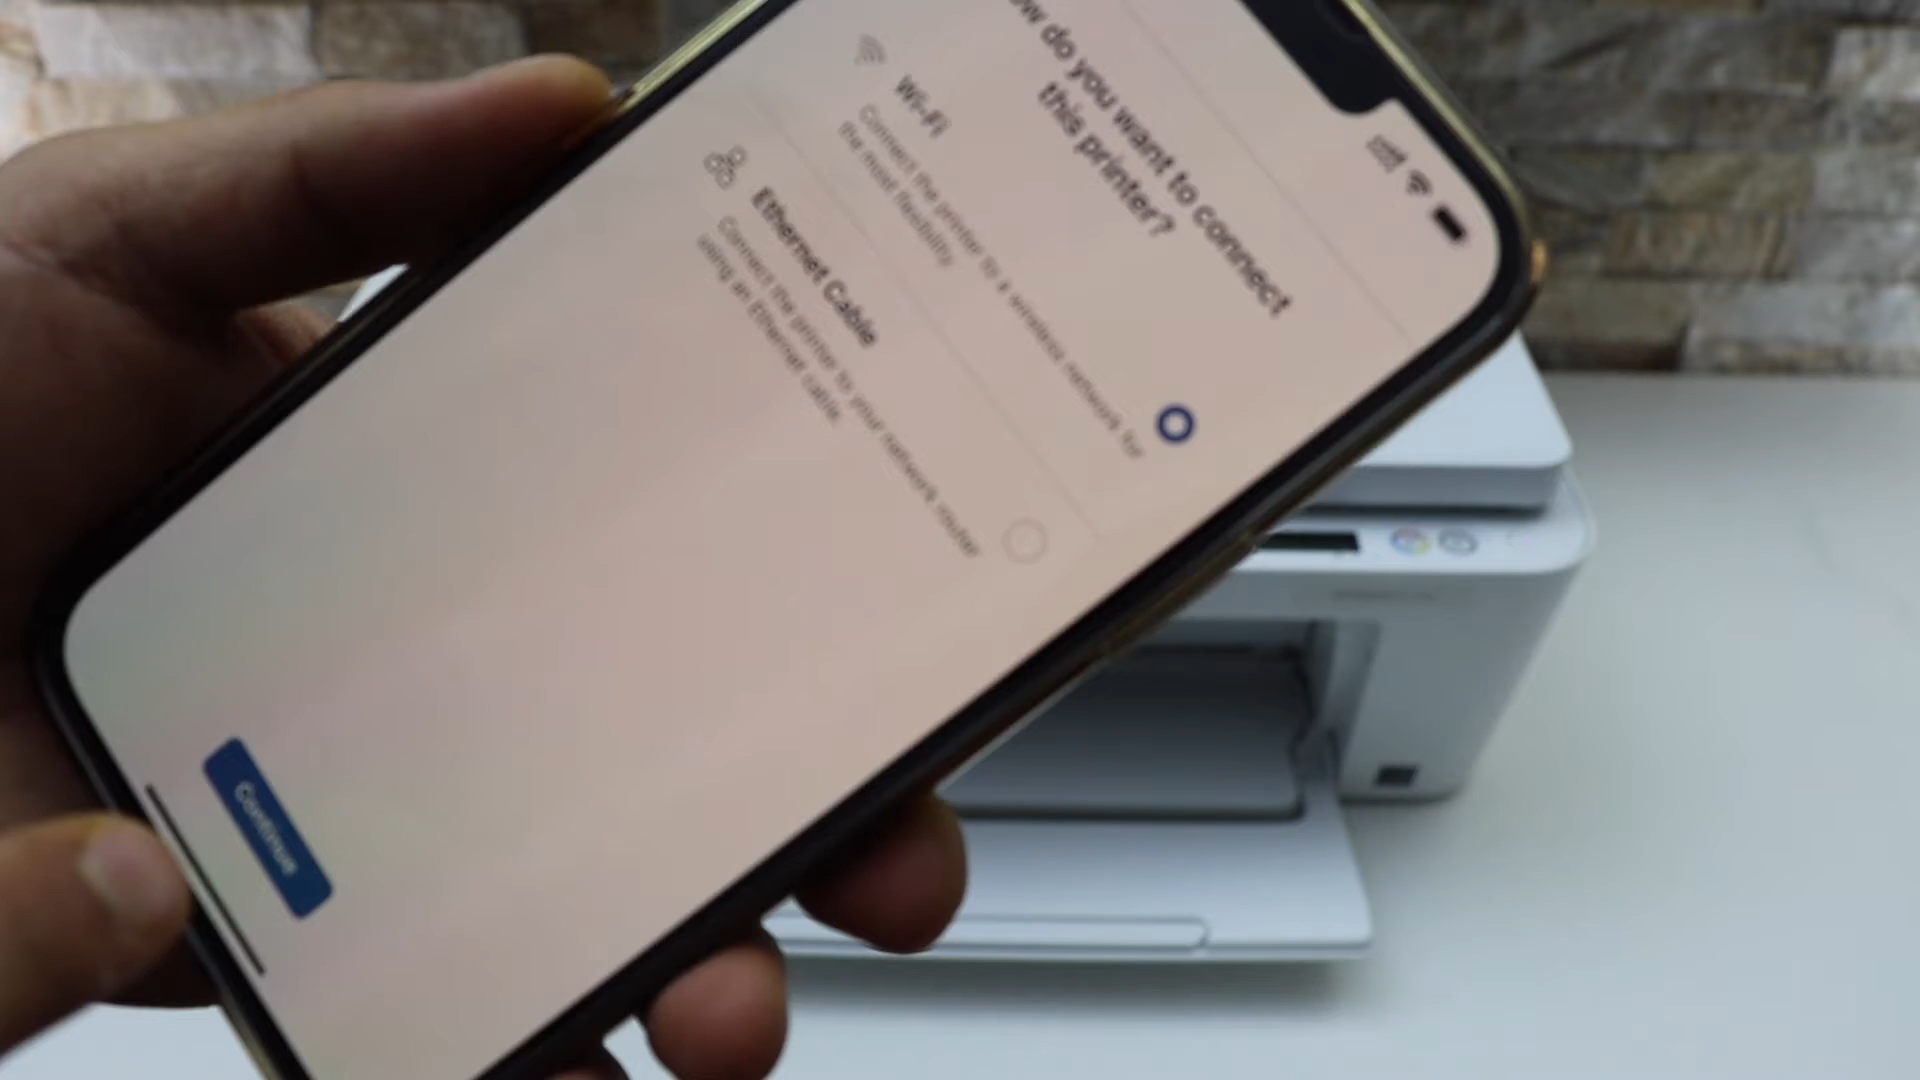 ow do you want to connect
this printer?
Wi-Fi
Connect the printer to a wireless network for
the most flexibility
Ethernet Cable
Connect the printer to your network router
using an Ethernet cable.
Continue